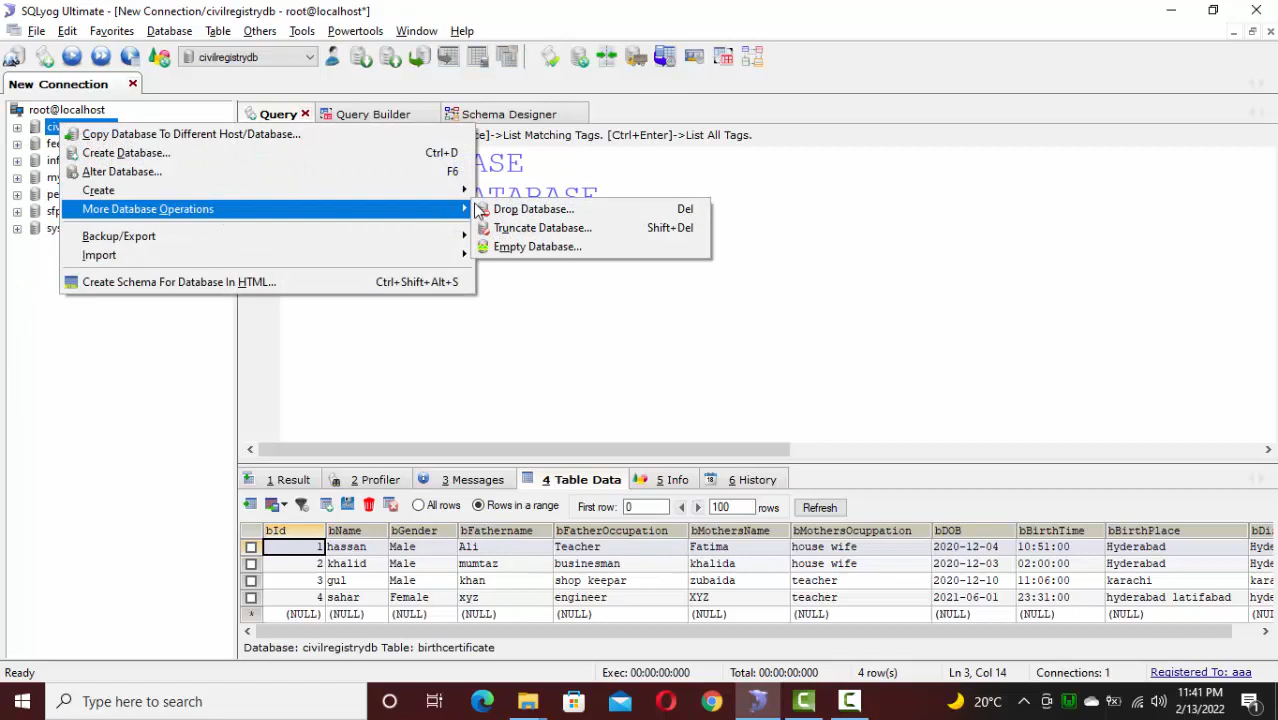 SQLyog Ultimate - [New Connection/civilregistrydb - root@localhost*]
File Edit Favorites Database Table Others Tools Powertools Window Help
civilregistrydb
New Connection
root@localhost
Query Query Builder Schema Designer
]->List Matching Tags. [Ctrl+Enter]->List All Tags.
Copy Database To Different Host/Database...
Create Database... Ctrl+D
Alter Database... F6
Create
More Database Operations
Backup/Export
Import
Create Schema For Database In HTML... Ctrl+Shift+Alt+S
Drop Database... Del
Truncate Database... Shift+Del
Empty Database...
1 Result 2 Profiler 3 Messages 4 Table Data 5 Info 6 History
All rows Rows in a range First row: 0 100 rows Refresh
bId bName bGender bFathername bFatherOccupation bMothersName bMothersOcuppation bDOB bBirthTime bBirthPlace bDi
1 hassan Male Ali Teacher Fatima house wife 2020-12-04 10:51:00 Hyderabad Hyde
2 khalid Male mumtaz businesman khalida house wife 2020-12-03 02:00:00 Hyderabad Hyde
3 gul Male khan shop keepar zubaida teacher 2020-12-10 11:06:00 karachi kara
4 sahar Female xyz engineer XYZ teacher 2021-06-01 23:31:00 hyderabad latifabad hyde
* (NULL) (NULL) (NULL) (NULL) (NULL) (NULL) (NULL) (NULL) (NULL) (NULL) (NUL
Database: civilregistrydb Table: birthcertificate
Ready Exec: 00:00:00:000 Total: 00:00:00:000 4 row(s) Ln 3, Col 14 Connections: 1 Registered To: aaa
Type here to search
20°C
11:41 PM
2/13/2022